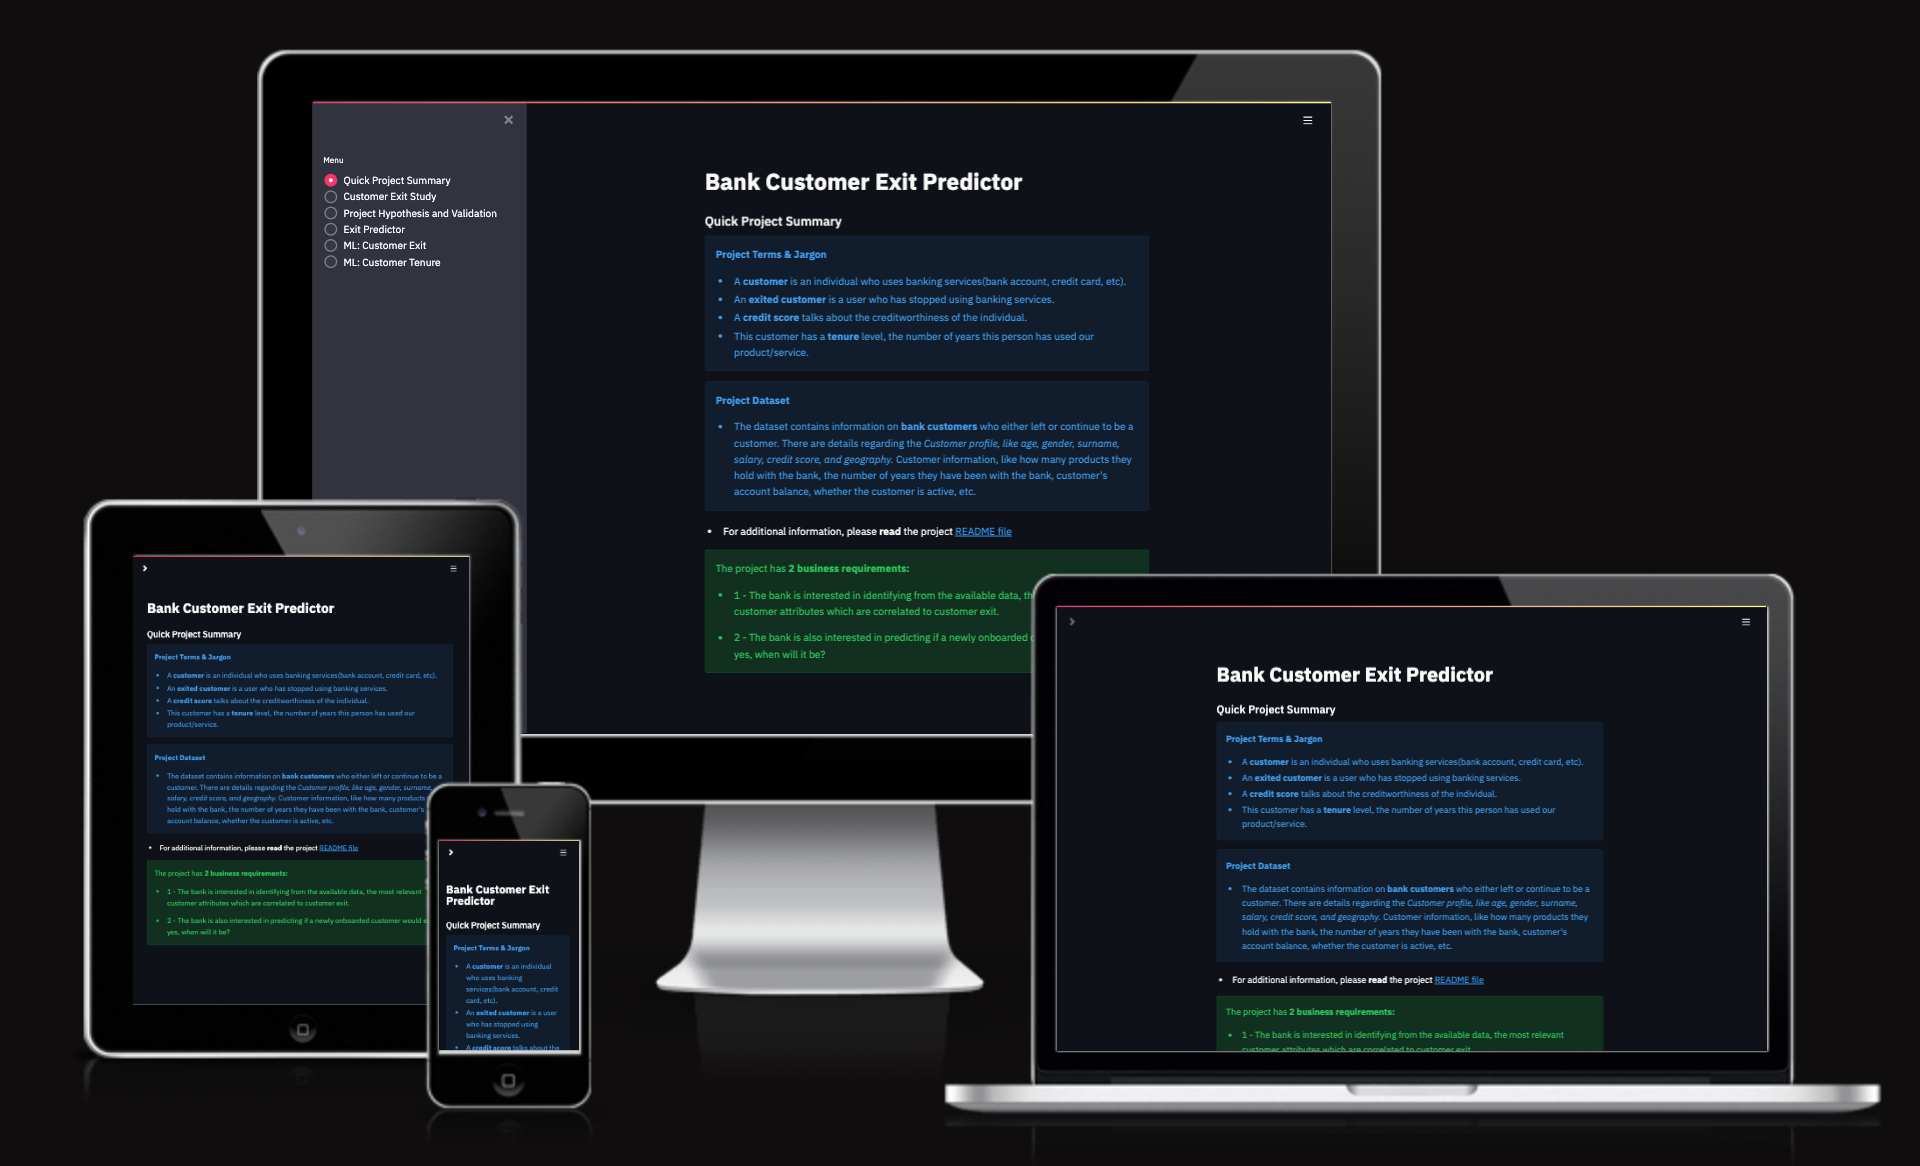 Menu
Quick Project Summary
Customer Exit Study
Project Hypothesis and Validation
Exit Predictor
ML: Customer Exit
ML: Customer Tenure
Bank Customer Exit Predictor
Quick Project Summary
Project Terms & Jargon
• A customer is an individual who uses banking services(bank account, credit card, etc).
• An exited customer is a user who has stopped using banking services.
• A credit score talks about the creditworthiness of the individual.
• This customer has a tenure level, the number of years this person has used our
product/service.
Project Dataset
• The dataset contains information on bank customers who either left or continue to be a
customer. There are details regarding the Customer profile, like age, gender, surname,
salary, credit score, and geography. Customer information, like how many products they
hold with the bank, the number of years they have been with the bank, customer's
account balance, whether the customer is active, etc.
• For additional information, please read the project README file
The project has 2 business requirements:
• 1 - The bank is interested in identifying from the available data, th
customer attributes which are correlated to customer exit.
• 2 - The bank is also interested in predicting if a newly onboarded
yes, when will it be?
Bank Customer Exit Predictor
Quick Project Summary
Project Terms & Jargon
• A customer is an individual who uses banking services(bank account, credit card, etc).
• An exited customer is a user who has stopped using banking services.
• A credit score talks about the creditworthiness of the individual.
• This customer has a tenure level, the number of years this person has used our
product/service.
Project Dataset
• The dataset contains information on bank customers who either left or continue to be a
customer. There are details regarding the Customer profile, like age, gender, surname,
salary, credit score, and geography. Customer information, like how many products
hold with the bank, the number of years they have been with the bank, customer's
account balance, whether the customer is active, etc.
• For additional information, please read the project README file
The project has 2 business requirements:
• 1 - The bank is interested in identifying from the available data, the most relevant
customer attributes which are correlated to customer exit.
• 2 - The bank is also interested in predicting if a newly onboarded customer would e
yes, when will it be?
Bank Customer Exit
Predictor
Quick Project Summary
Project Terms & Jargon
• A customer is an individual
who uses banking
services(bank account, credit
card, etc).
• An exited customer is a user
who has stopped using
banking services.
• A credit score talks about the
Bank Customer Exit Predictor
Quick Project Summary
Project Terms & Jargon
• A customer is an individual who uses banking services(bank account, credit card, etc).
• An exited customer is a user who has stopped using banking services.
• A credit score talks about the creditworthiness of the individual.
• This customer has a tenure level, the number of years this person has used our
product/service.
Project Dataset
• The dataset contains information on bank customers who either left or continue to be a
customer. There are details regarding the Customer profile, like age, gender, surname,
salary, credit score, and geography. Customer information, like how many products they
hold with the bank, the number of years they have been with the bank, customer's
account balance, whether the customer is active, etc.
• For additional information, please read the project README file
The project has 2 business requirements:
• 1 - The bank is interested in identifying from the available data, the most relevant
customer attributes which are correlated to customer exit.